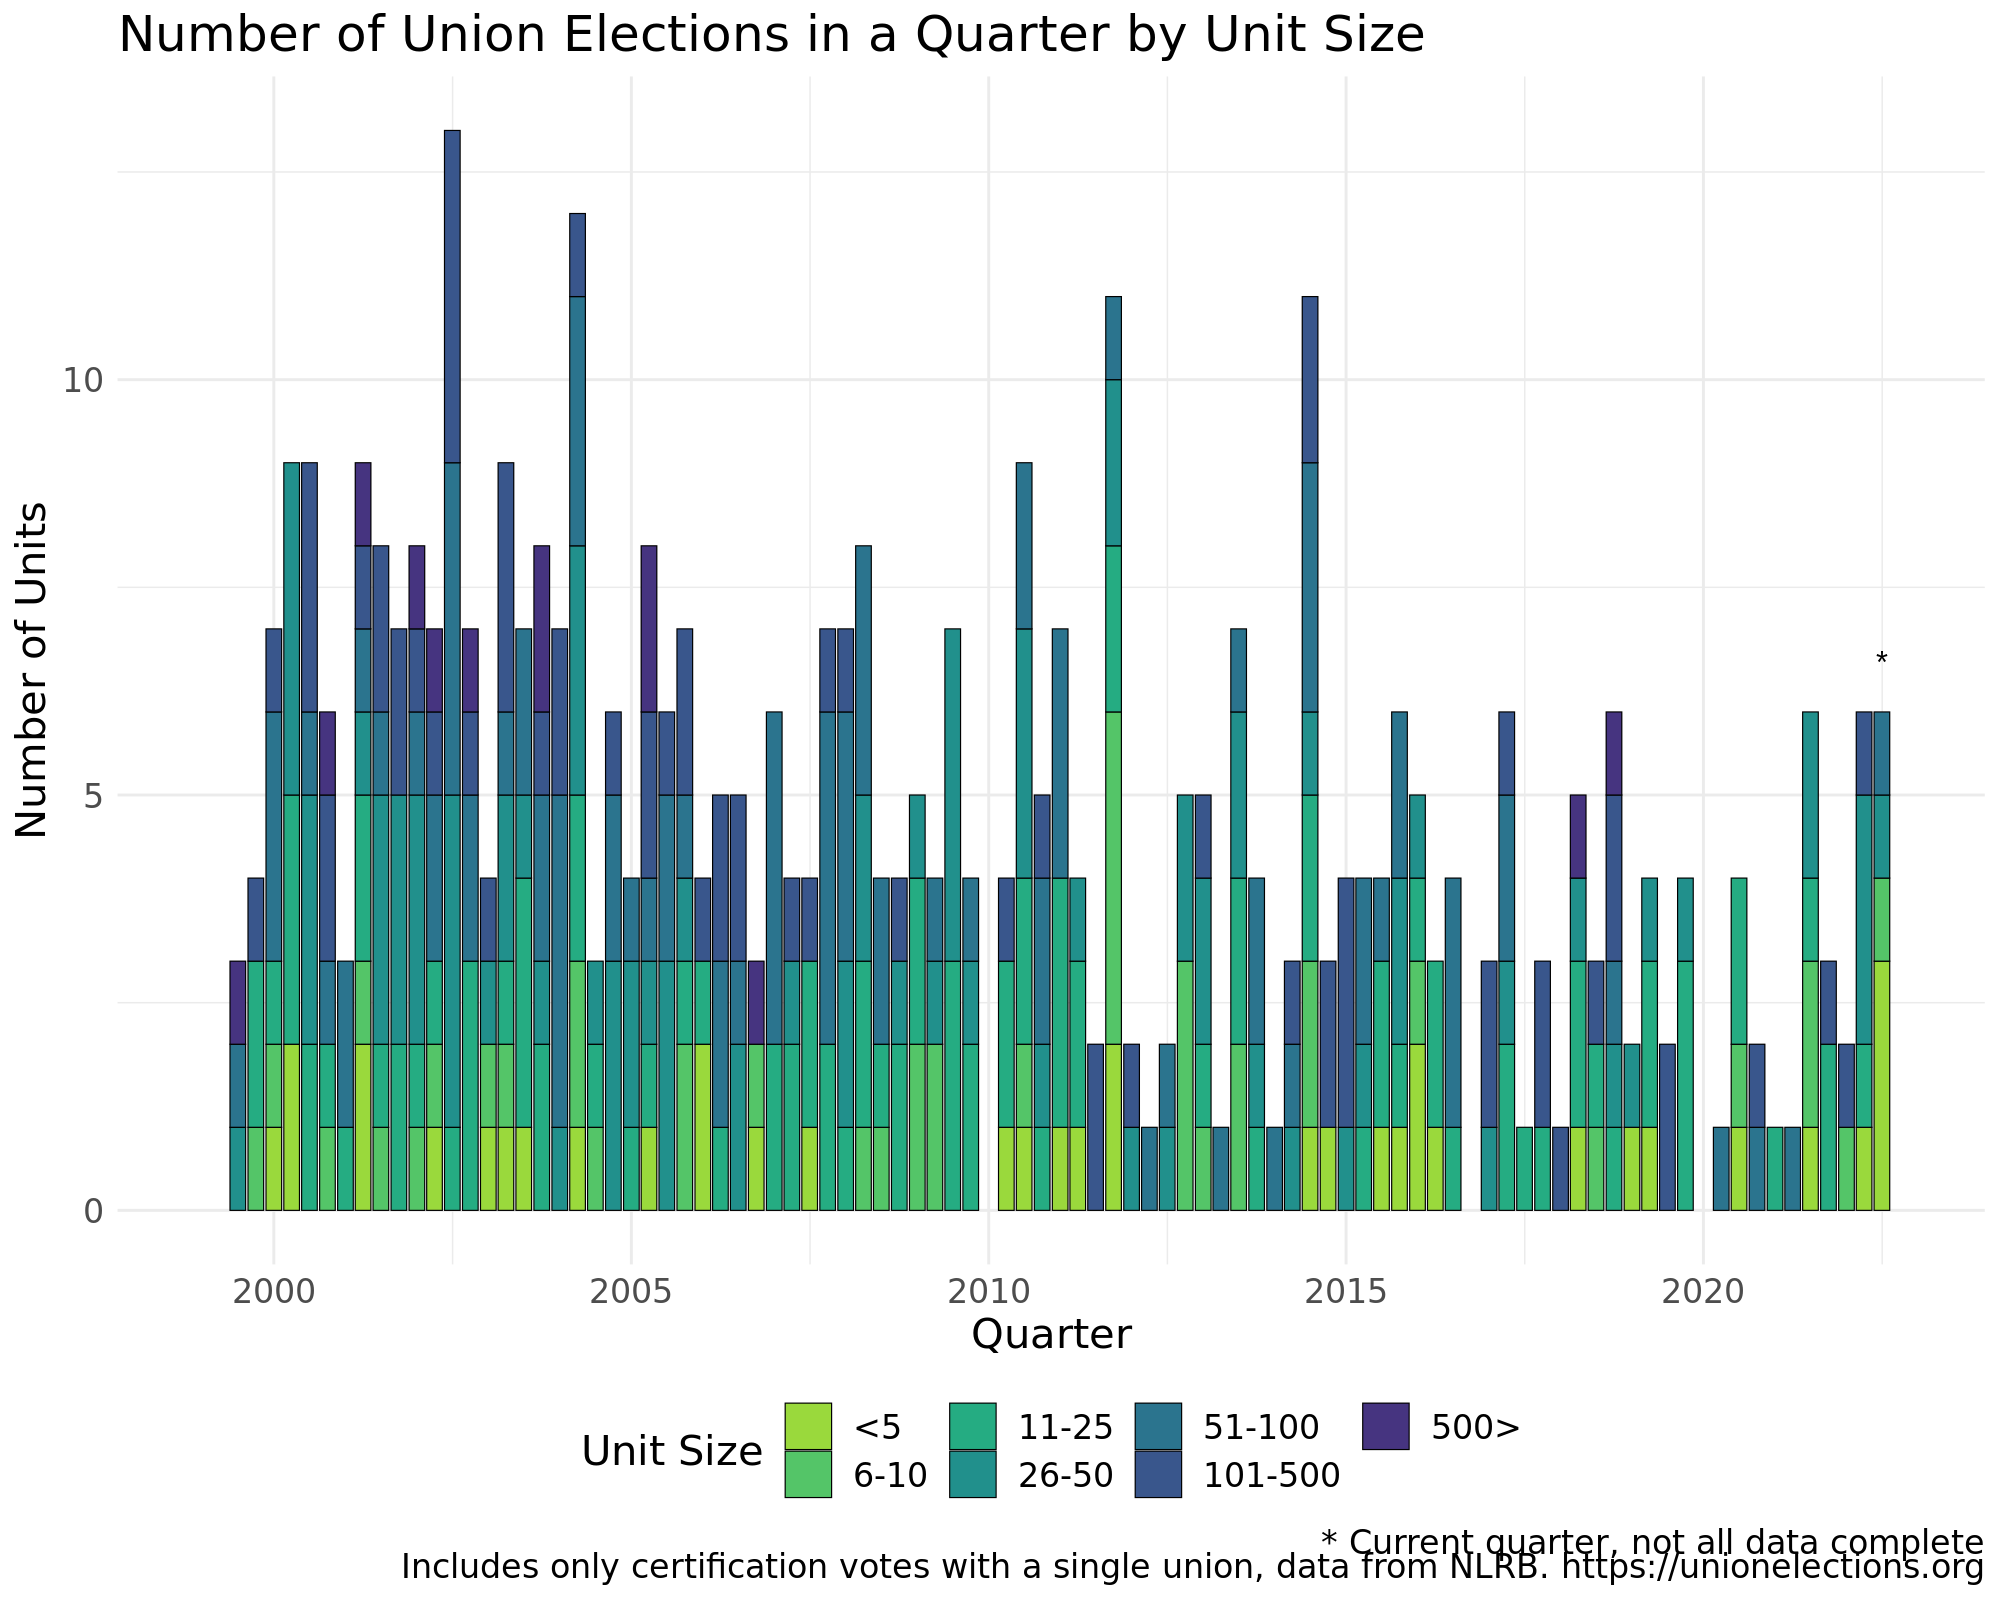 Number of Union Elections in a Quarter by Unit Size
Number of Units
10
5
0
*
2000 2005 2010 2015 2020
Quarter
Unit Size
<5 11-25 51-100 500>
6-10 26-50 101-500
* Current quarter, not all data complete
Includes only certification votes with a single union, data from NLRB. https://unionelections.org